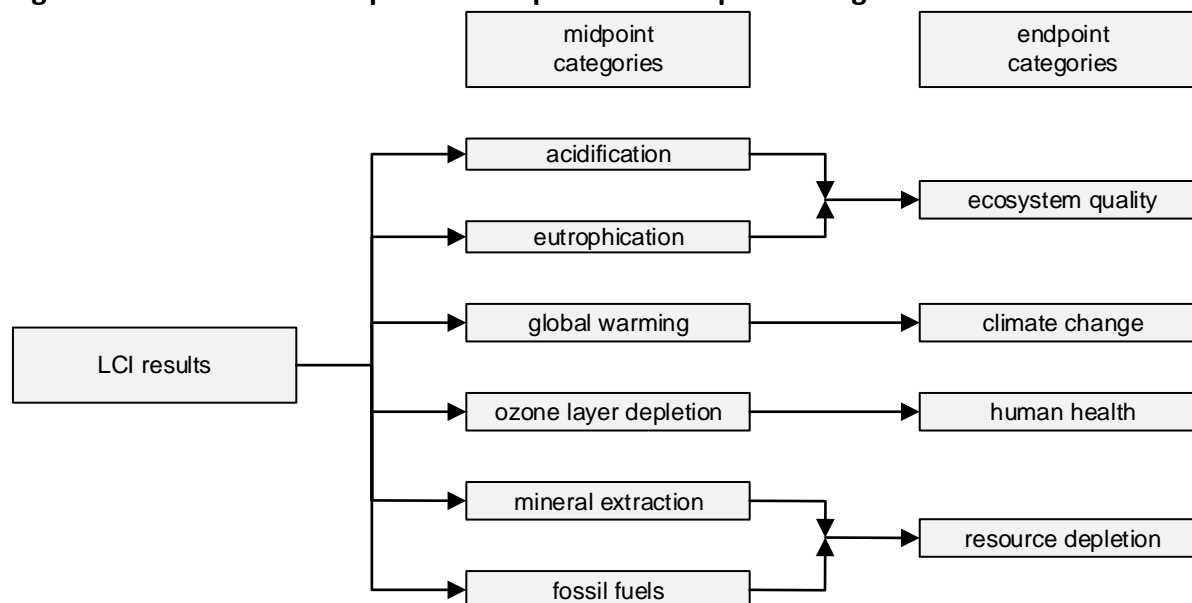 midpoint
categories
endpoint
categories
acidification
ecosystem quality
eutrophication
global warming
climate change
LCI results
ozone layer depletion
human health
mineral extraction
resource depletion
fossil fuels